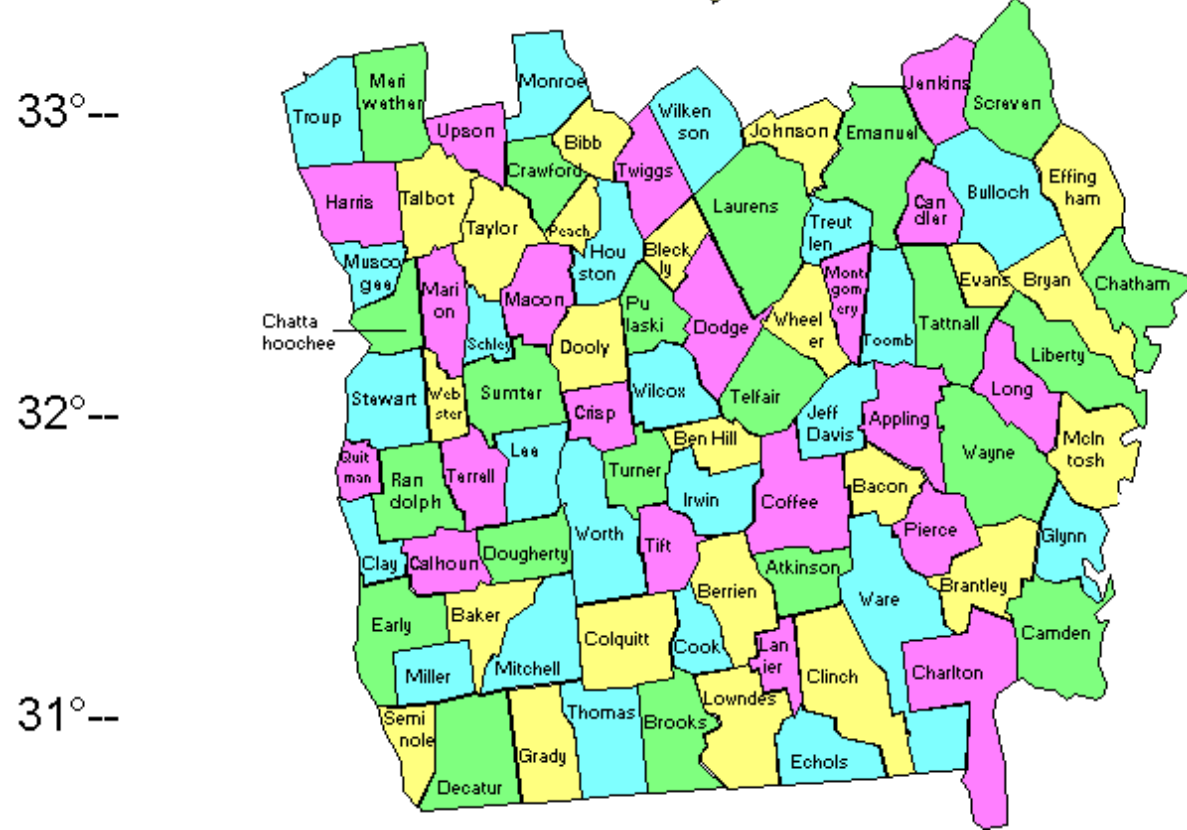 33°--
32°--
31°--
Troup
Meri
wether
Upson
Monroe
Bibb
Crawford
Twiggs
Wilken
son
Johnson
Emanuel
Jenkins
Screven
Harris
Talbot
Taylor
Peach
Hou
ston
Bleck
ly
Laurens
Treut
len
Can
dler
Bulloch
Effing
ham
Musco
gee
Mari
on
Macon
Schley
Dooly
Pu
laski
Dodge
Wheel
er
Mont
gom
ery
Toomb
Tattnall
Evans
Bryan
Chatham
Chatta
hoochee
Stewart
Web
ster
Sumter
Crisp
Wilcox
Telfair
Jeff
Davis
Appling
Long
Liberty
McIn
tosh
Quit
man
Ran
dolph
Terrell
Lee
Turner
Ben Hill
Irwin
Coffee
Bacon
Wayne
Clay
Calhoun
Dougherty
Worth
Tift
Berrien
Atkinson
Ware
Pierce
Brantley
Glynn
Early
Baker
Miller
Mitchell
Colquitt
Cook
Lan
ier
Clinch
Charlton
Camden
Semi
nole
Decatur
Grady
Thomas
Brooks
Lowndes
Echols